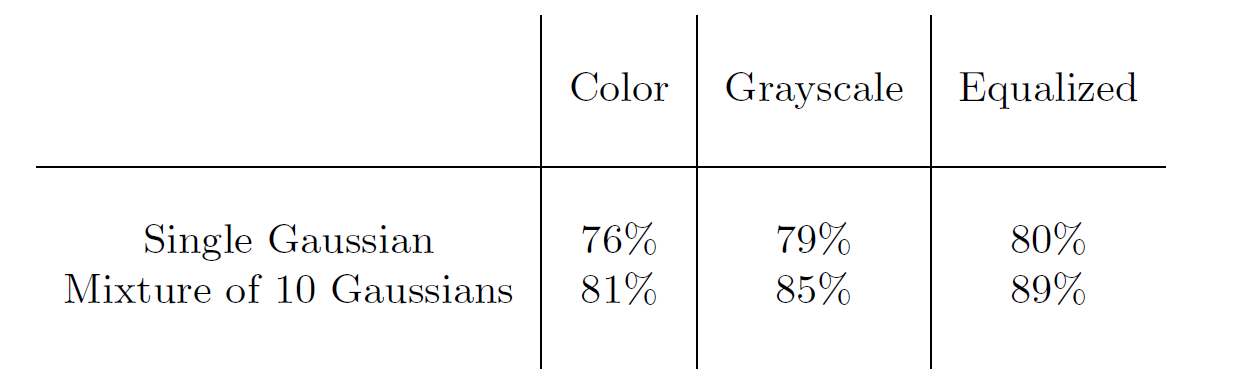 Color Grayscale Equalized
Single Gaussian 76% 79% 80%
Mixture of 10 Gaussians 81% 85% 89%